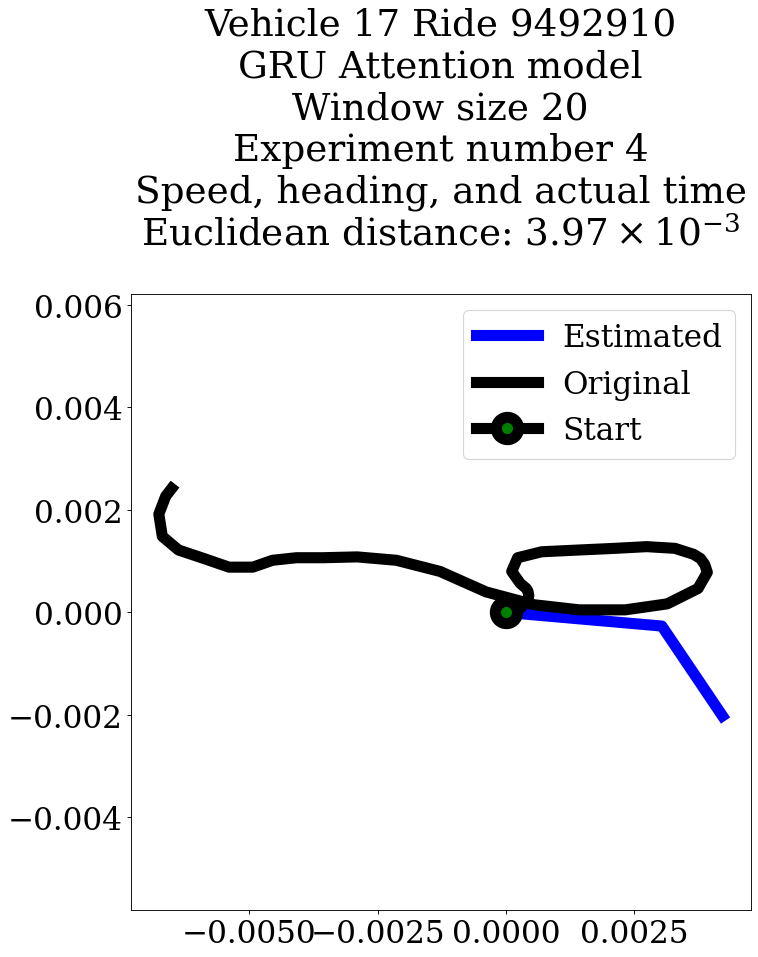 Vehicle 17 Ride 9492910
GRU Attention model
Window size 20
Experiment number 4
Speed, heading, and actual time
Euclidean distance: 3.97 × 10⁻³
0.006
Estimated
0.004
Original
Start
0.002
0.000
−0.002
−0.004
−0.0050 −0.0025 0.0000 0.0025